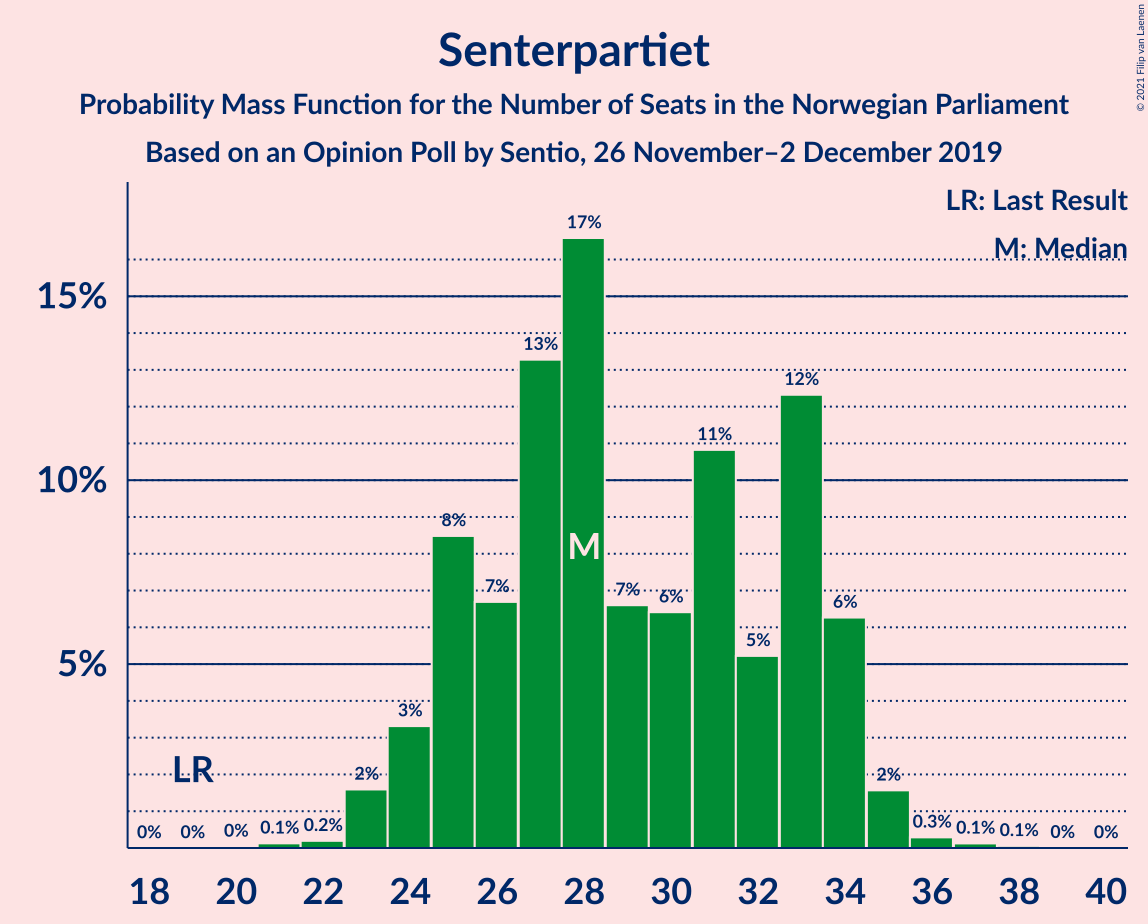 Senterpartiet
Probability Mass Function for the Number of Seats in the Norwegian Parliament
Based on an Opinion Poll by Sentio, 26 November–2 December 2019
© 2021 Filip van Laenen
LR: Last Result
M: Median
15%
10%
5%
LR
M
0%
0%
0%
0.1%
0.2%
2%
3%
8%
7%
13%
17%
7%
6%
11%
5%
12%
6%
2%
0.3%
0.1%
0.1%
0%
0%
18 20 22 24 26 28 30 32 34 36 38 40